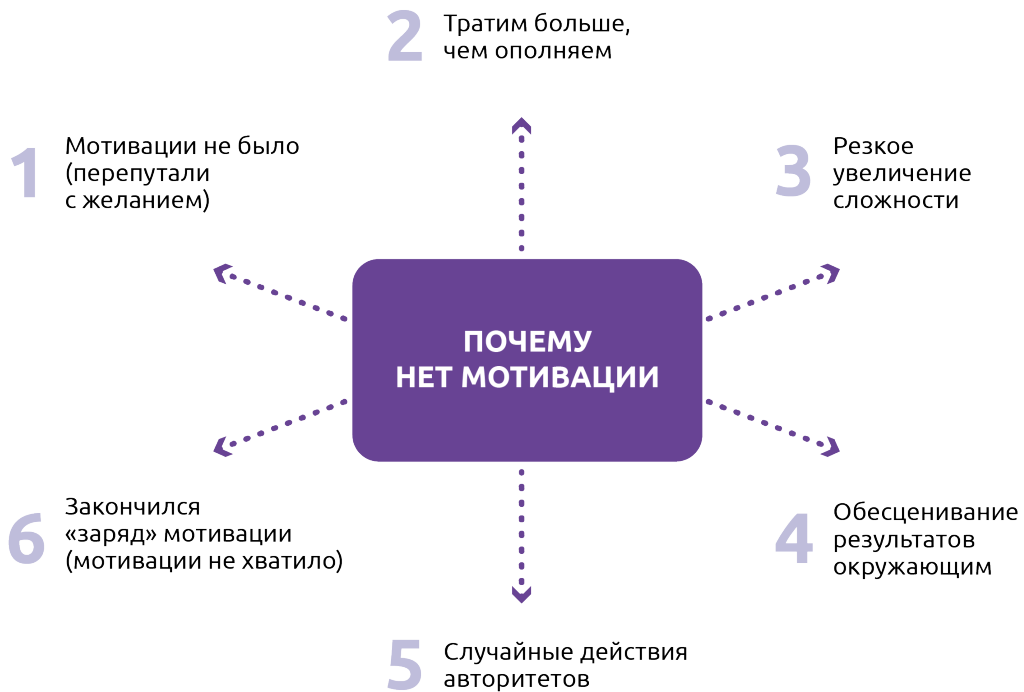 2
Тратим больше,
чем ополняем
1
Мотивации не было
(перепутали
с желанием)
3
Резкое
увеличение
сложности
ПОЧЕМУ
НЕТ МОТИВАЦИИ
6
Закончился
«заряд» мотивации
(мотивации не хватило)
4
Обесценивание
результатов
окружающим
5
Случайные действия
авторитетов